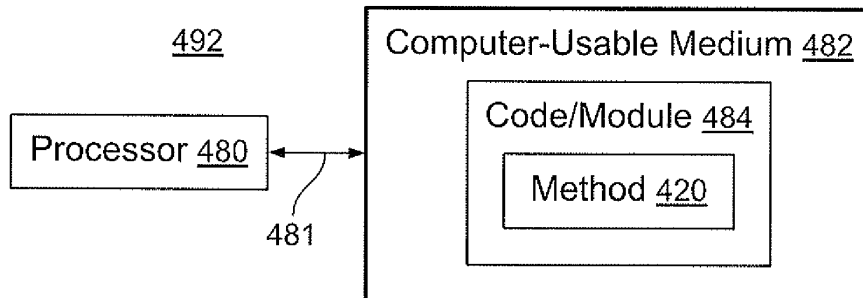 492
Computer-Usable Medium 482
Code/Module 484
Processor 480
Method 420
481